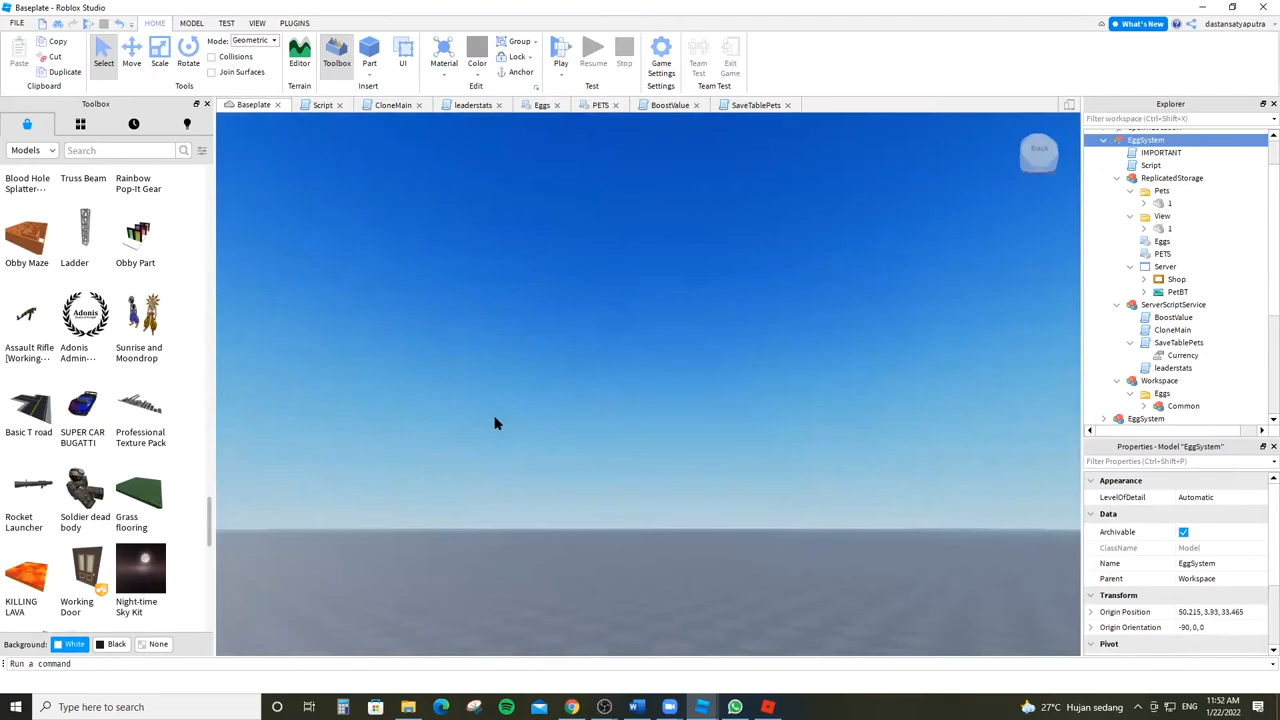 Baseplate - Roblox Studio
FILE HOME MODEL TEST VIEW PLUGINS What's New dastansatyaputra
Paste Copy Cut Duplicate Clipboard
Select Move Scale Rotate Mode: Geometric Collisions Join Surfaces Tools
Editor Terrain
Toolbox Part UI Insert
Material Color Group Lock Anchor Edit
Play Resume Stop
Game Settings Settings
Team Test Exit Game Team Test
Toolbox
Baseplate Script CloneMain leaderstats Eggs PETS BoostValue SaveTablePets
Models Search
Blood Hole Splatter-...
Truss Beam
Rainbow Pop-It Gear
Obby Maze
Ladder
Obby Part
Assault Rifle [Working-...
Adonis
Adonis Admin-...
Sunrise and Moondrop
Basic T road
SUPER CAR BUGATTI
Professional Texture Pack
Rocket Launcher
Soldier dead body
Grass flooring
KILLING LAVA
Working Door
Night-time Sky Kit
Background: White Black None
Run a command
Back
Explorer
Filter workspace (Ctrl+Shift+X)
EggSystem
IMPORTANT
Script
ReplicatedStorage
Pets
1
View
1
Eggs
PETS
Server
Shop
PetBT
ServerScriptService
BoostValue
CloneMain
SaveTablePets
Currency
leaderstats
Workspace
Eggs
Common
EggSystem
Properties - Model "EggSystem"
Filter Properties (Ctrl+Shift+P)
Appearance
LevelOfDetail Automatic
Data
Archivable
ClassName Model
Name EggSystem
Parent Workspace
Transform
Origin Position 50.215, 3.93, 33.465
Origin Orientation -90, 0, 0
Pivot
Type here to search
27°C Hujan sedang
11:52 AM
1/22/2022